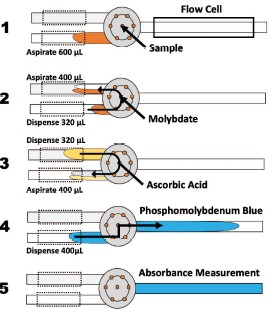 Flow Cell
1
Sample
Aspirate 600 µL
Aspirate 400 µL
2
Molybdate
Dispense 320 µL
Dispense 320 µL
3
Ascorbic Acid
Aspirate 400 µL
Phosphomolybdenum Blue
4
Dispense 400µL
Absorbance Measurement
5